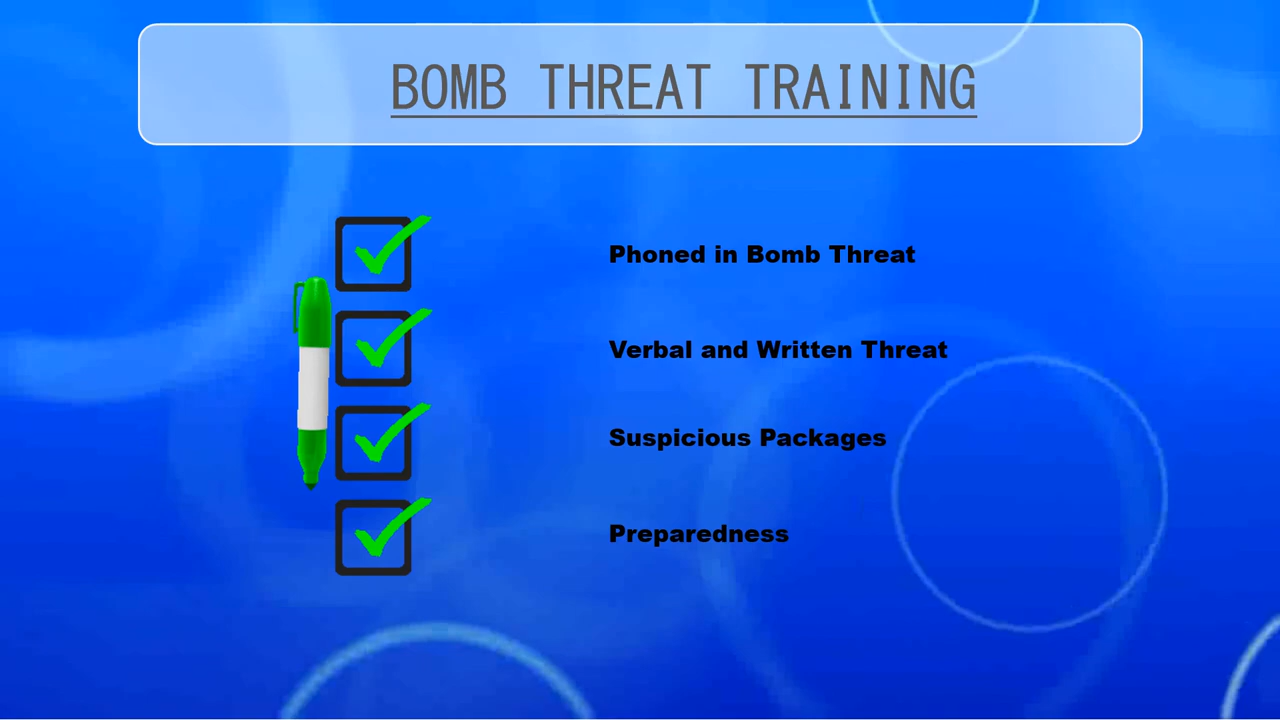 BOMB THREAT TRAINING
Phoned in Bomb Threat
Verbal and Written Threat
Suspicious Packages
Preparedness